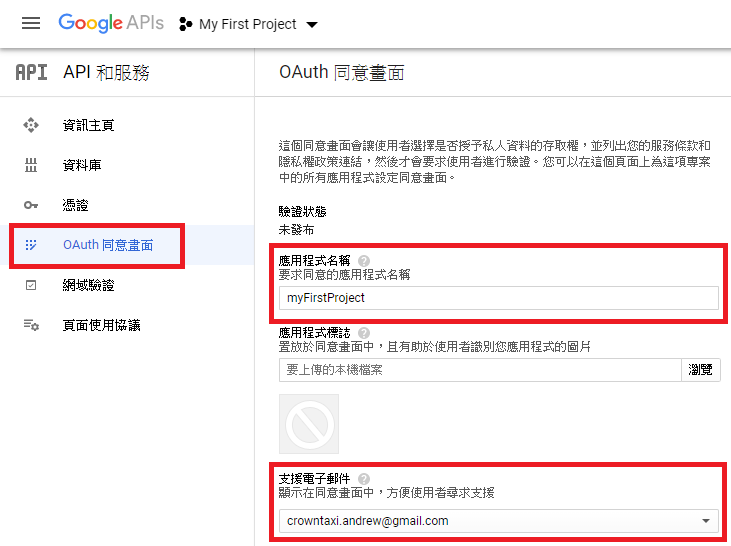 Google APIs My First Project
API API 和服務
OAuth 同意畫面
資訊主頁
資料庫
憑證
OAuth 同意畫面
網域驗證
頁面使用協議
這個同意畫面會讓使用者選擇是否授予私人資料的存取權，並列出您的服務條款和
隱私權政策連結，然後才會要求使用者進行驗證。您可以在這個頁面上為這項專案
中的所有應用程式設定同意畫面。
驗證狀態
未發布
應用程式名稱 ?
要求同意的應用程式名稱
myFirstProject
應用程式標誌 ?
置放於同意畫面中，且有助於使用者識別您應用程式的圖片
要上傳的本機檔案 瀏覽
支援電子郵件 ?
顯示在同意畫面中，方便使用者尋求支援
crowntaxi.andrew@gmail.com